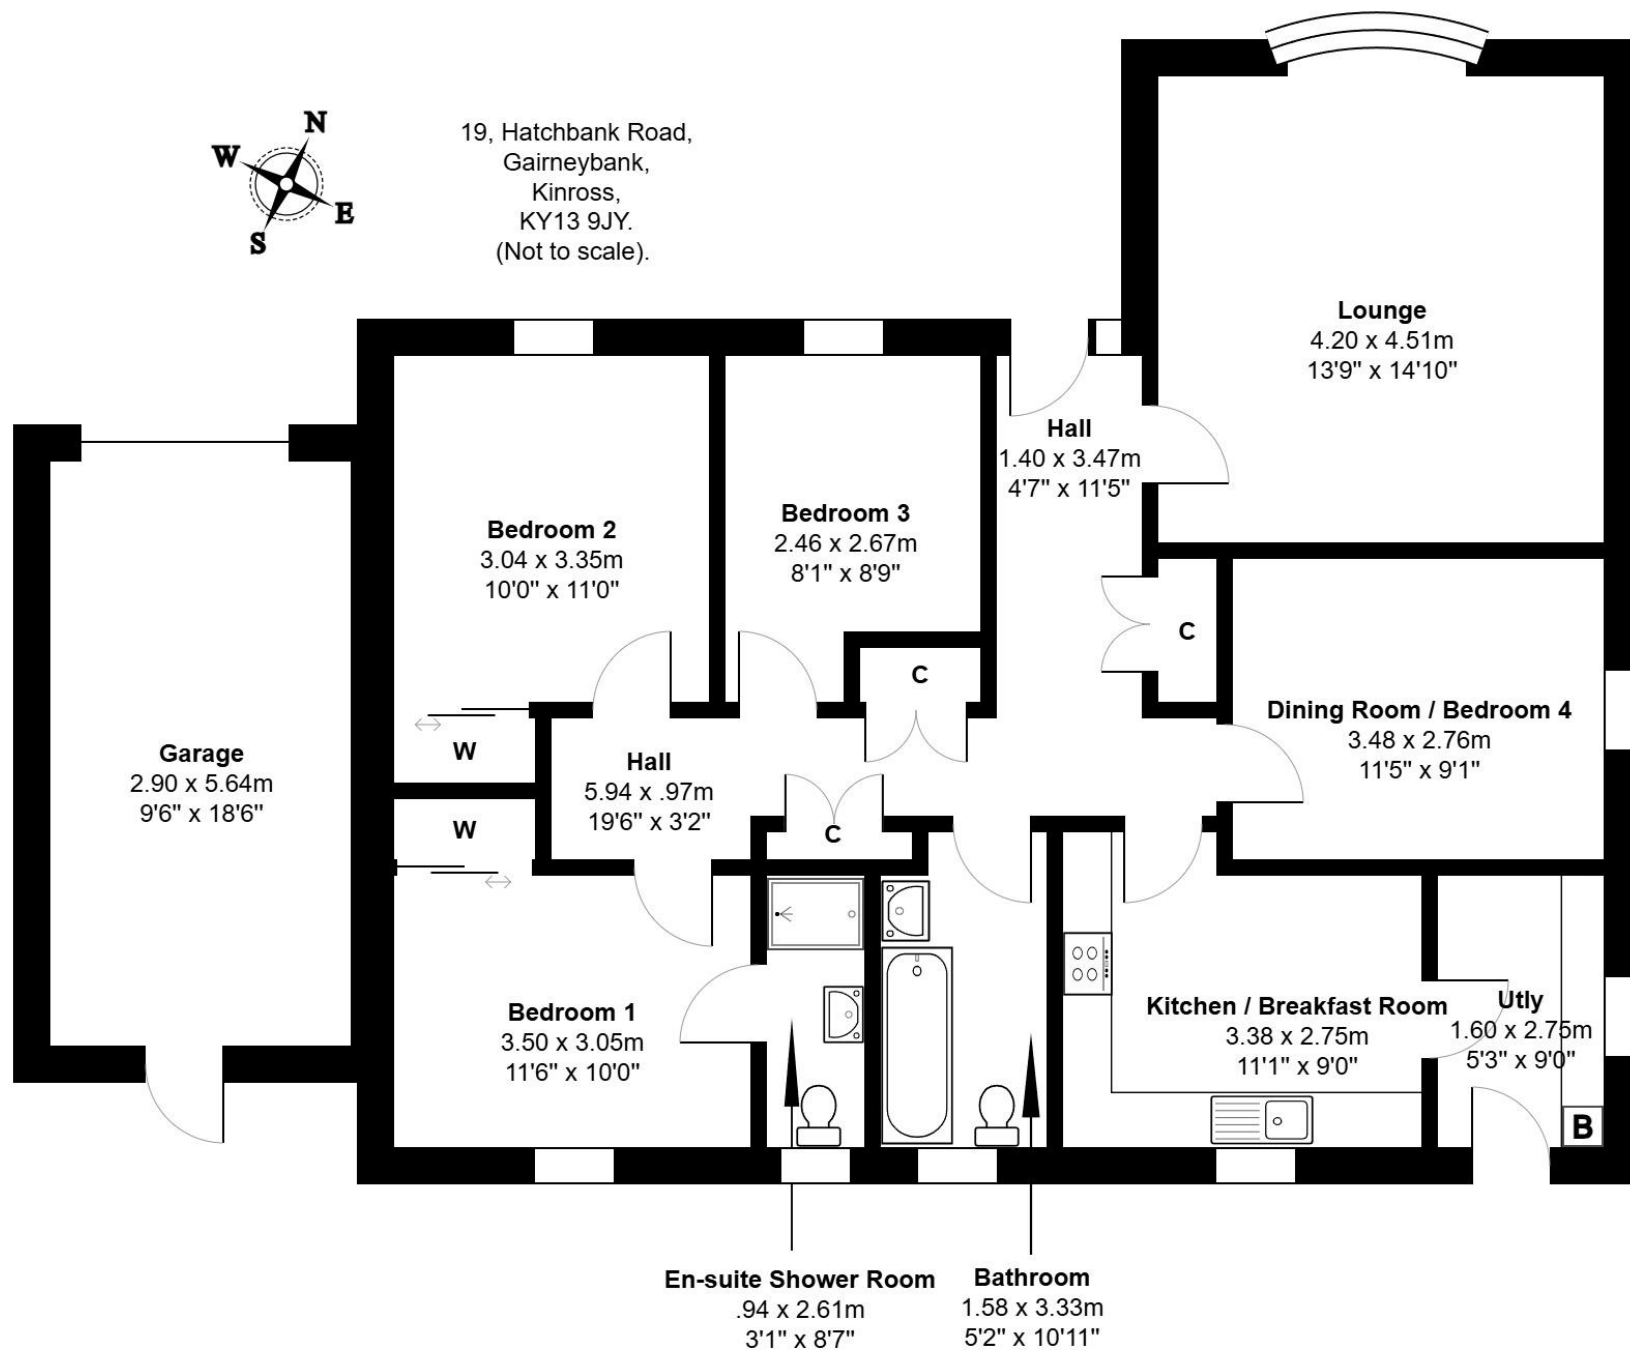 N
W
E
S
19, Hatchbank Road,
Gairneybank,
Kinross,
KY13 9JY.
(Not to scale).
Lounge
4.20 x 4.51m
13'9" x 14'10"
Hall
1.40 x 3.47m
4'7" x 11'5"
Bedroom 3
2.46 x 2.67m
8'1" x 8'9"
Bedroom 2
3.04 x 3.35m
10'0" x 11'0"
C
C
Dining Room / Bedroom 4
3.48 x 2.76m
11'5" x 9'1"
Garage
2.90 x 5.64m
9'6" x 18'6"
W
Hall
5.94 x .97m
19'6" x 3'2"
W
C
Bedroom 1
3.50 x 3.05m
11'6" x 10'0"
Kitchen / Breakfast Room
3.38 x 2.75m
11'1" x 9'0"
Utly
1.60 x 2.75m
5'3" x 9'0"
B
En-suite Shower Room
.94 x 2.61m
3'1" x 8'7"
Bathroom
1.58 x 3.33m
5'2" x 10'11"